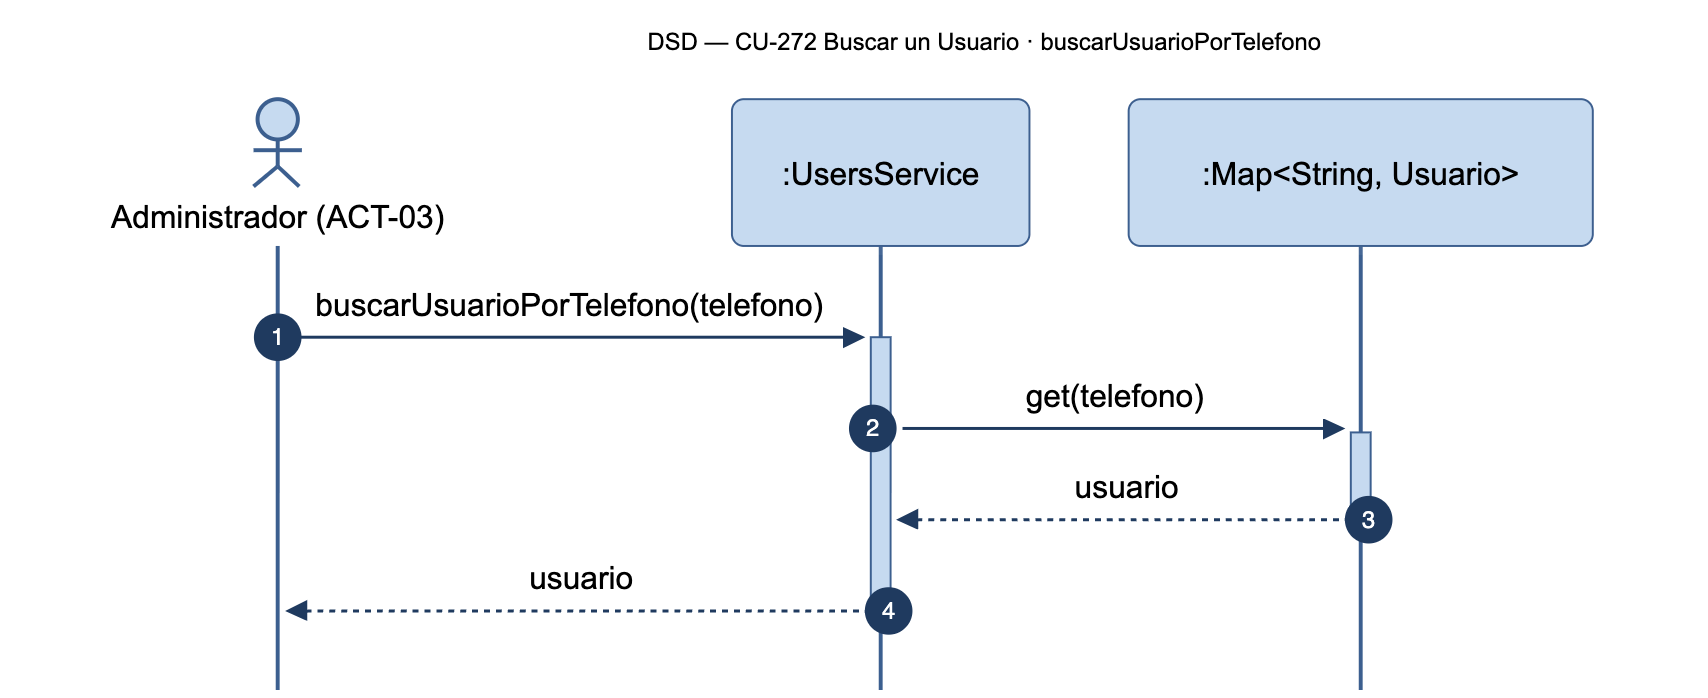 DSD — CU-272 Buscar un Usuario · buscarUsuarioPorTelefono
Administrador (ACT-03)
:UsersService
:Map<String, Usuario>
buscarUsuarioPorTelefono(telefono)
1
get(telefono)
2
usuario
3
usuario
4